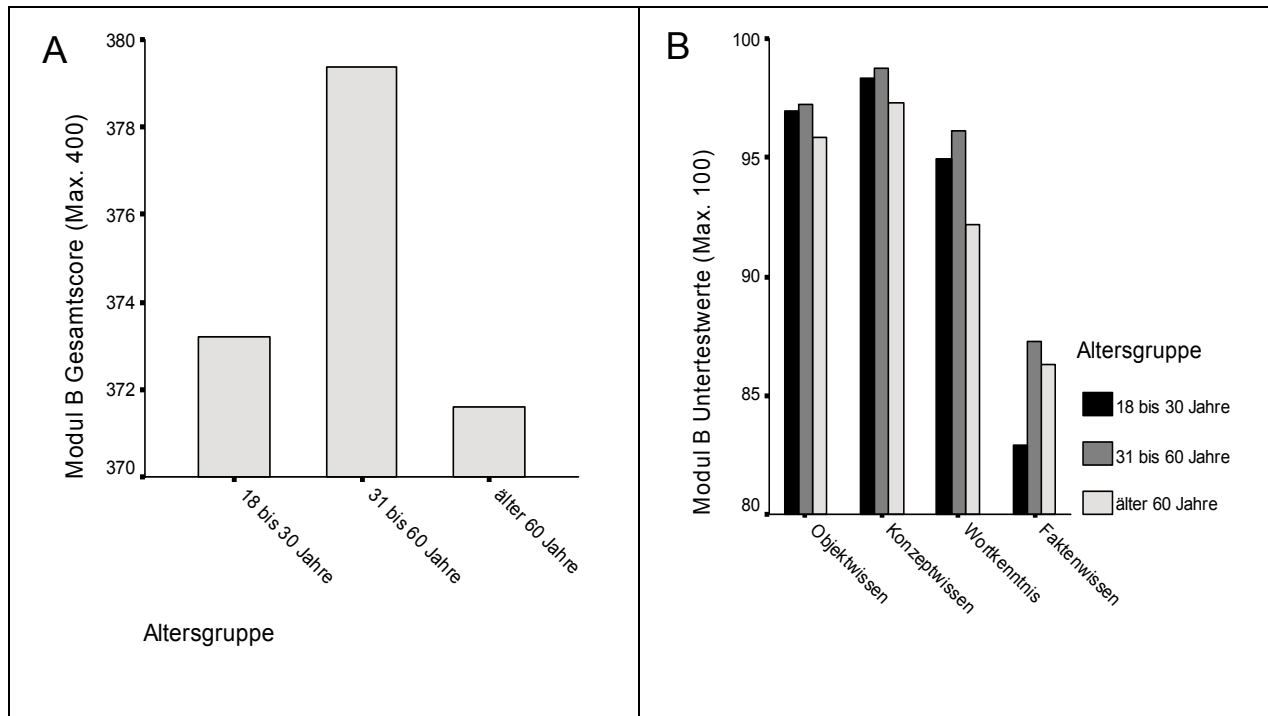 A
Modul B Gesamtscore (Max. 400)
380
378
376
374
372
370
18 bis 30 Jahre
31 bis 60 Jahre
älter 60 Jahre
Altersgruppe
B
Modul B Untertestwerte (Max. 100)
100
95
90
85
80
Objektwissen
Konzeptwissen
Wortkenntnis
Faktenwissen
Altersgruppe
18 bis 30 Jahre
31 bis 60 Jahre
älter 60 Jahre